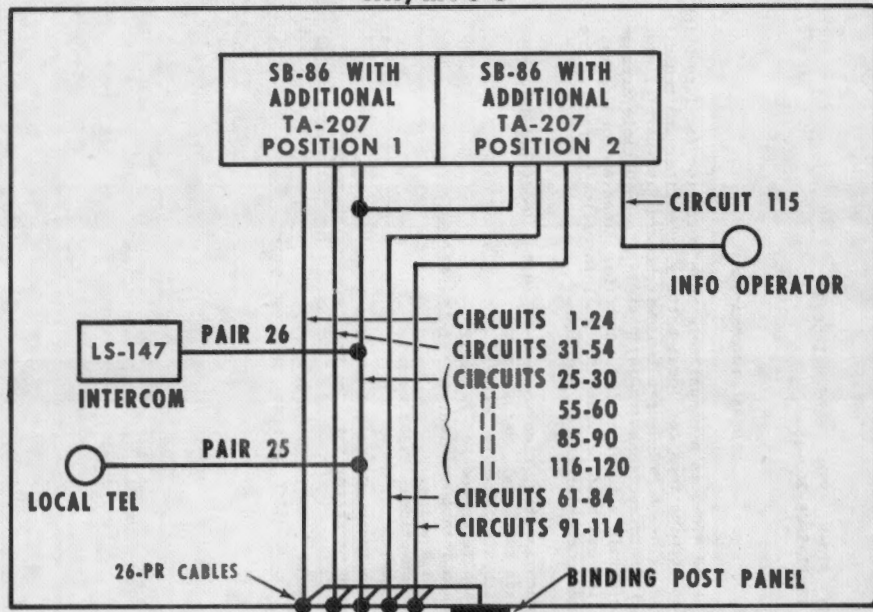 SB-86 WITH
ADDITIONAL
TA-207
POSITION 1
SB-86 WITH
ADDITIONAL
TA-207
POSITION 2
CIRCUIT 115
INFO OPERATOR
CIRCUITS 1-24
PAIR 26
LS-147
CIRCUITS 31-54
INTERCOM
CIRCUITS 25-30
55-60
85-90
PAIR 25
116-120
LOCAL TEL
CIRCUITS 61-84
CIRCUITS 91-114
26-PR CABLES
BINDING POST PANEL